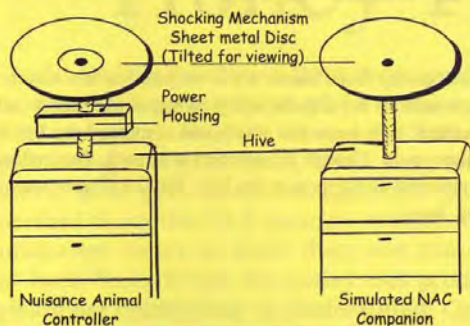 Shocking Mechanism
Sheet metal Disc
(Tilted for viewing)
Power
Housing
Hive
Nuisance Animal
Controller
Simulated NAC
Companion